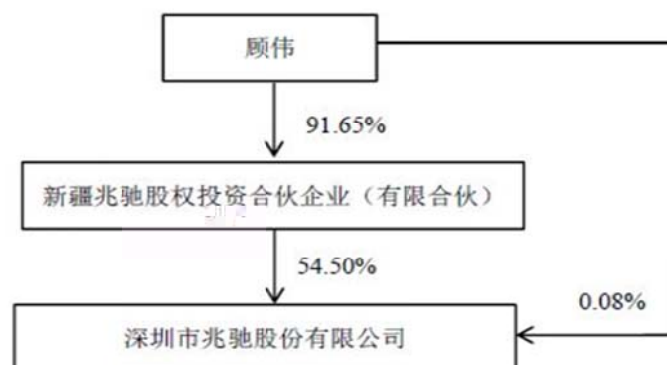 顾伟
91.65%
新疆兆驰股权投资合伙企业（有限合伙）
54.50%
0.08%
深圳市兆驰股份有限公司